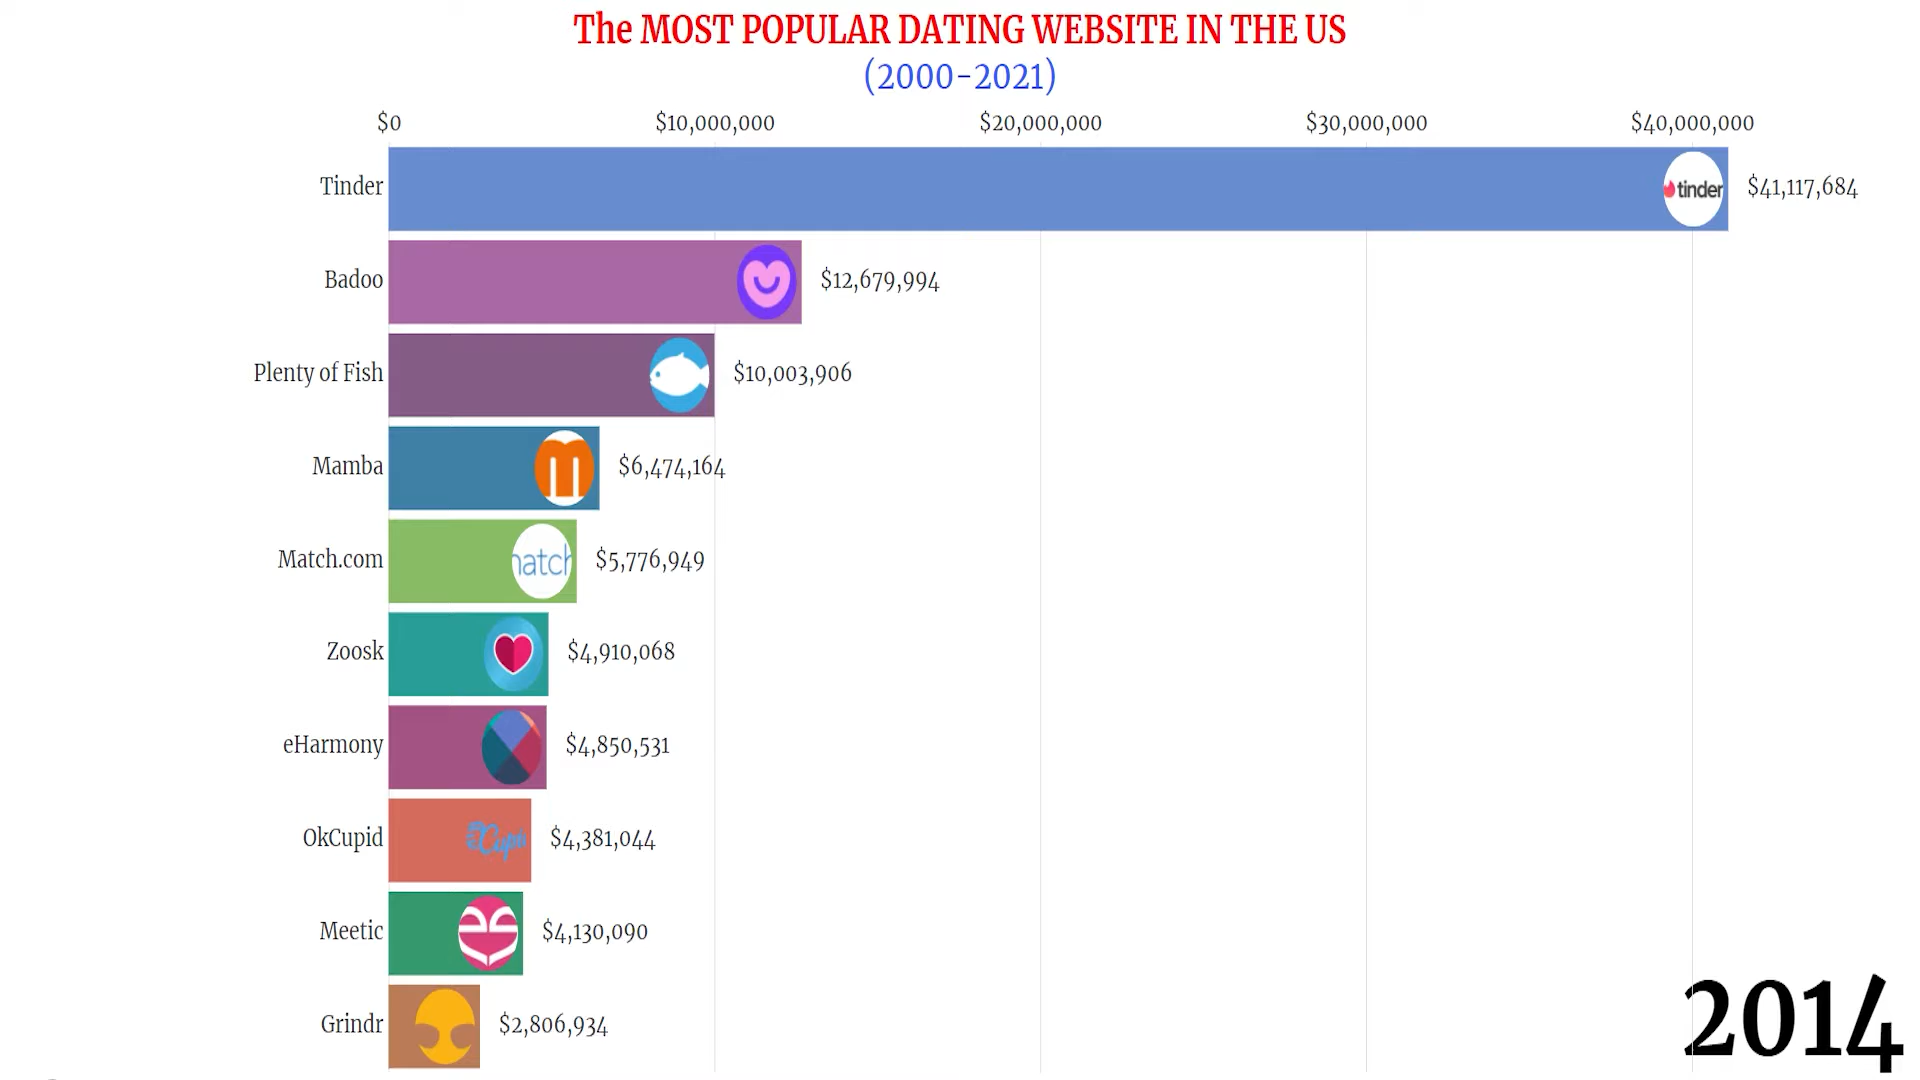 The MOST POPULAR DATING WEBSITE IN THE US
(2000-2021)
$0 $10,000,000 $20,000,000 $30,000,000 $40,000,000
Tinder tinder $41,117,684
Badoo $12,679,994
Plenty of Fish $10,003,906
Mamba $6,474,164
Match.com match $5,776,949
Zoosk $4,910,068
eHarmony $4,850,531
OkCupid $4,381,044
Meetic $4,130,090
Grindr $2,806,934
2014